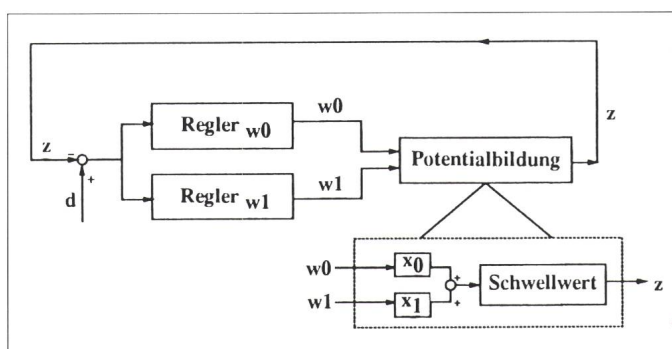 w0
Regler w0
z
z
–
Potentialbildung
+
w1
Regler w1
d
w0
x0
+
Schwellwert
z
w1
x1
+